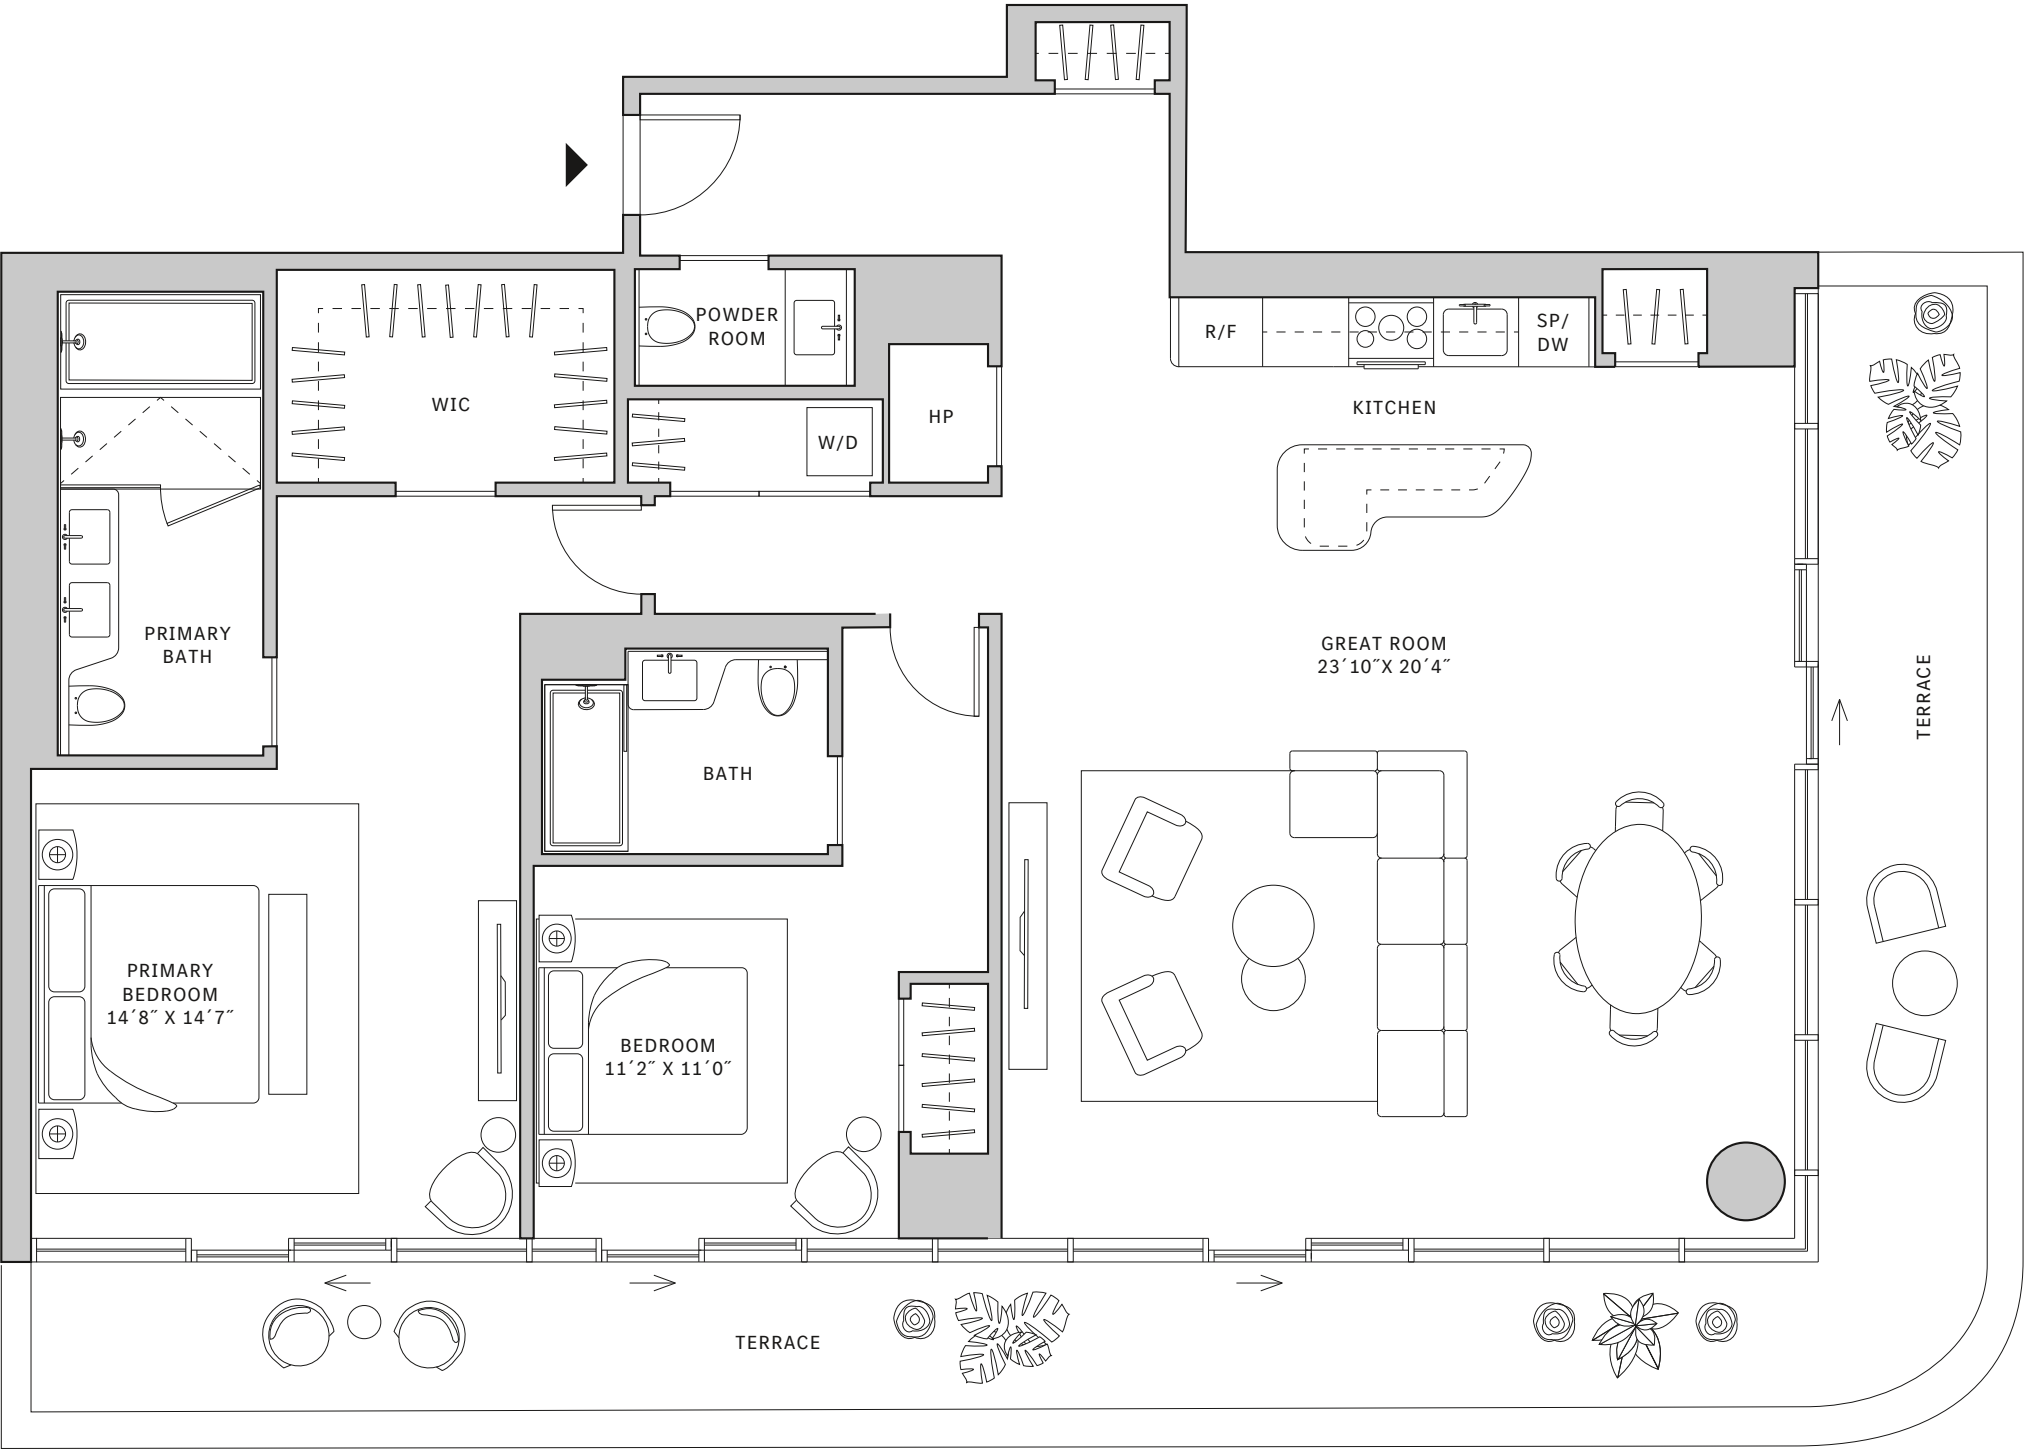 POWDER
ROOM
R/F
SP/
DW
WIC
KITCHEN
HP
W/D
PRIMARY
BATH
GREAT ROOM
23´10˝X 20´4˝
TERRACE
BATH
PRIMARY
BEDROOM
14´8˝ X 14´7˝
BEDROOM
11´2˝ X 11´0˝
TERRACE